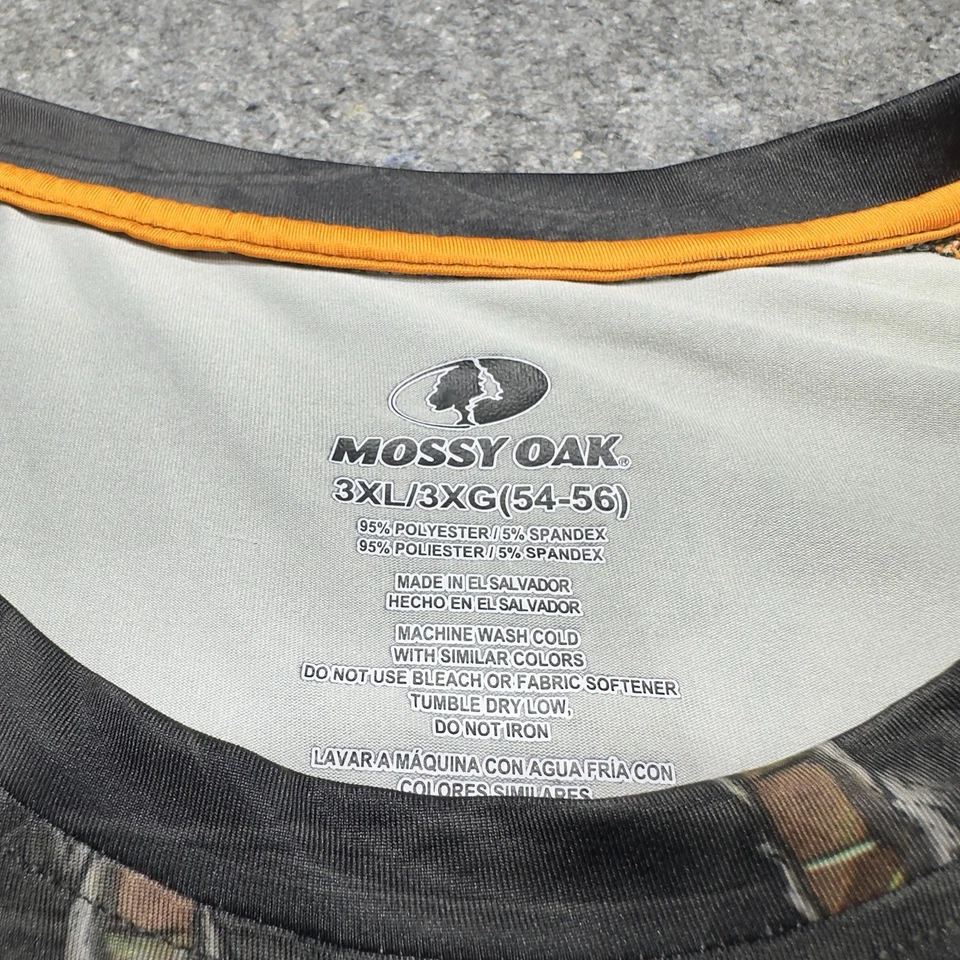 MOSSY OAK®
3XL/3XG(54-56)
95% POLYESTER / 5% SPANDEX
95% POLIESTER / 5% SPANDEX
MADE IN EL SALVADOR
HECHO EN EL SALVADOR
MACHINE WASH COLD
WITH SIMILAR COLORS
DO NOT USE BLEACH OR FABRIC SOFTENER
TUMBLE DRY LOW,
DO NOT IRON
LAVAR A MÁQUINA CON AGUA FRÍA CON
COLORES SIMILARES